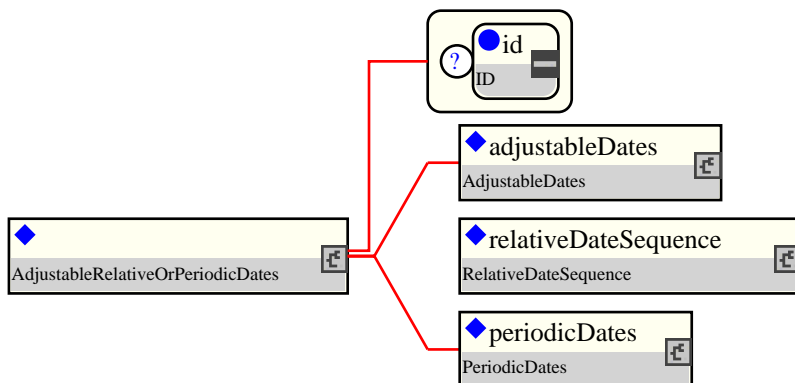 id
?
ID
adjustableDates
AdjustableDates
relativeDateSequence
AdjustableRelativeOrPeriodicDates
RelativeDateSequence
periodicDates
PeriodicDates